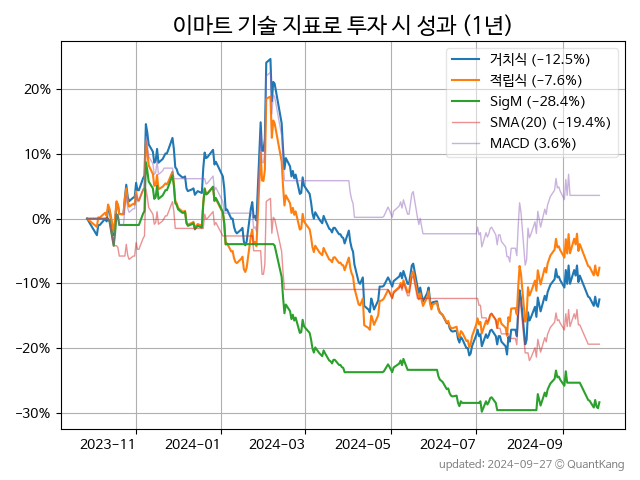 이마트 기술 지표로 투자 시 성과 (1년)
거치식 (−12.5%)
적립식 (−7.6%)
SigM (−28.4%)
SMA(20) (−19.4%)
MACD (3.6%)
20%
10%
0%
−10%
−20%
−30%
2023-11
2024-01
2024-03
2024-05
2024-07
2024-09
updated: 2024-09-27 © QuantKang